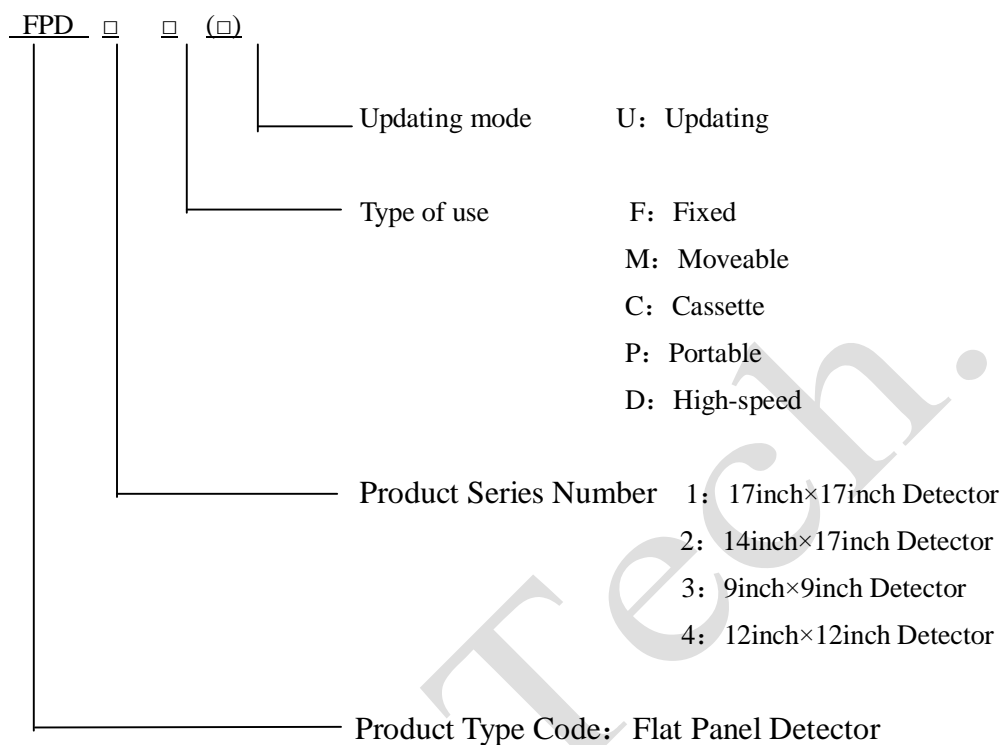 FPD □ □ (□)
Updating mode U：Updating
Type of use F：Fixed
M：Moveable
C：Cassette
P：Portable
D：High-speed
Product Series Number 1：17inch×17inch Detector
2：14inch×17inch Detector
3：9inch×9inch Detector
4：12inch×12inch Detector
Product Type Code：Flat Panel Detector
Tech.